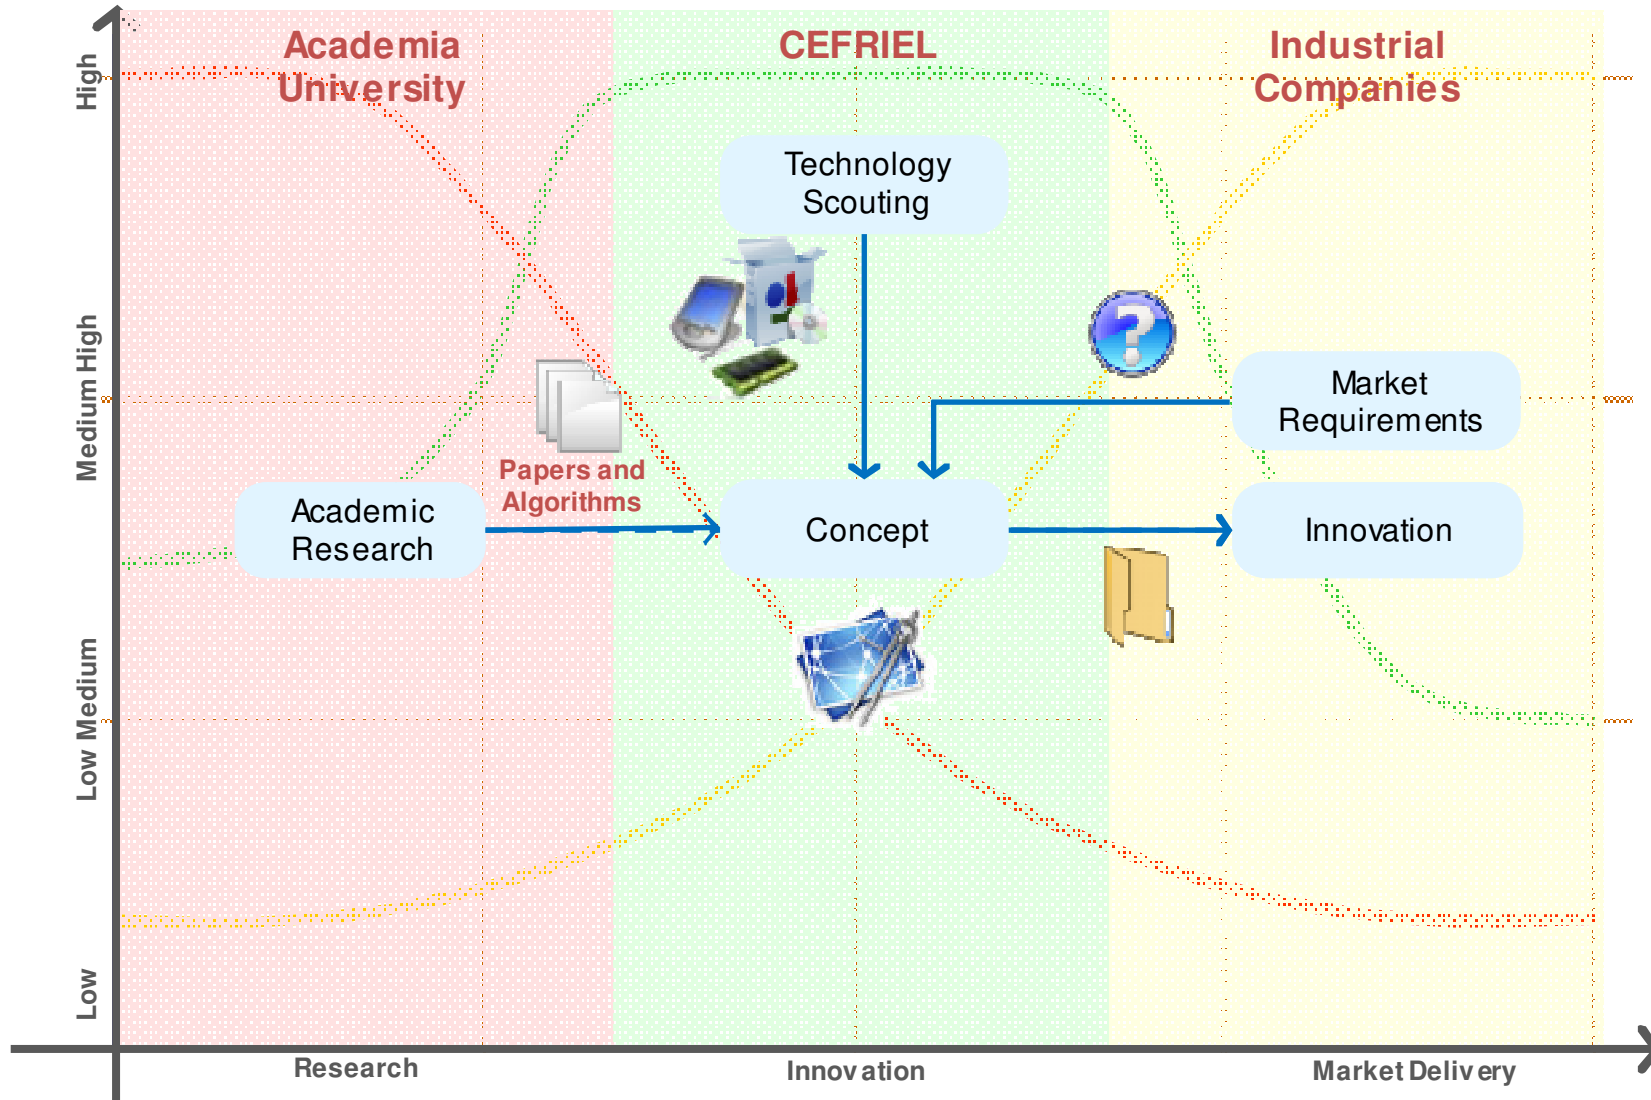 Academia
University
CEFRIEL
Industrial
Companies
High
Medium High
Low Medium
Low
Technology
Scouting
Market
Requirements
Papers and
Algorithms
Academic
Research
Concept
Innovation
Research
Innovation
Market Delivery